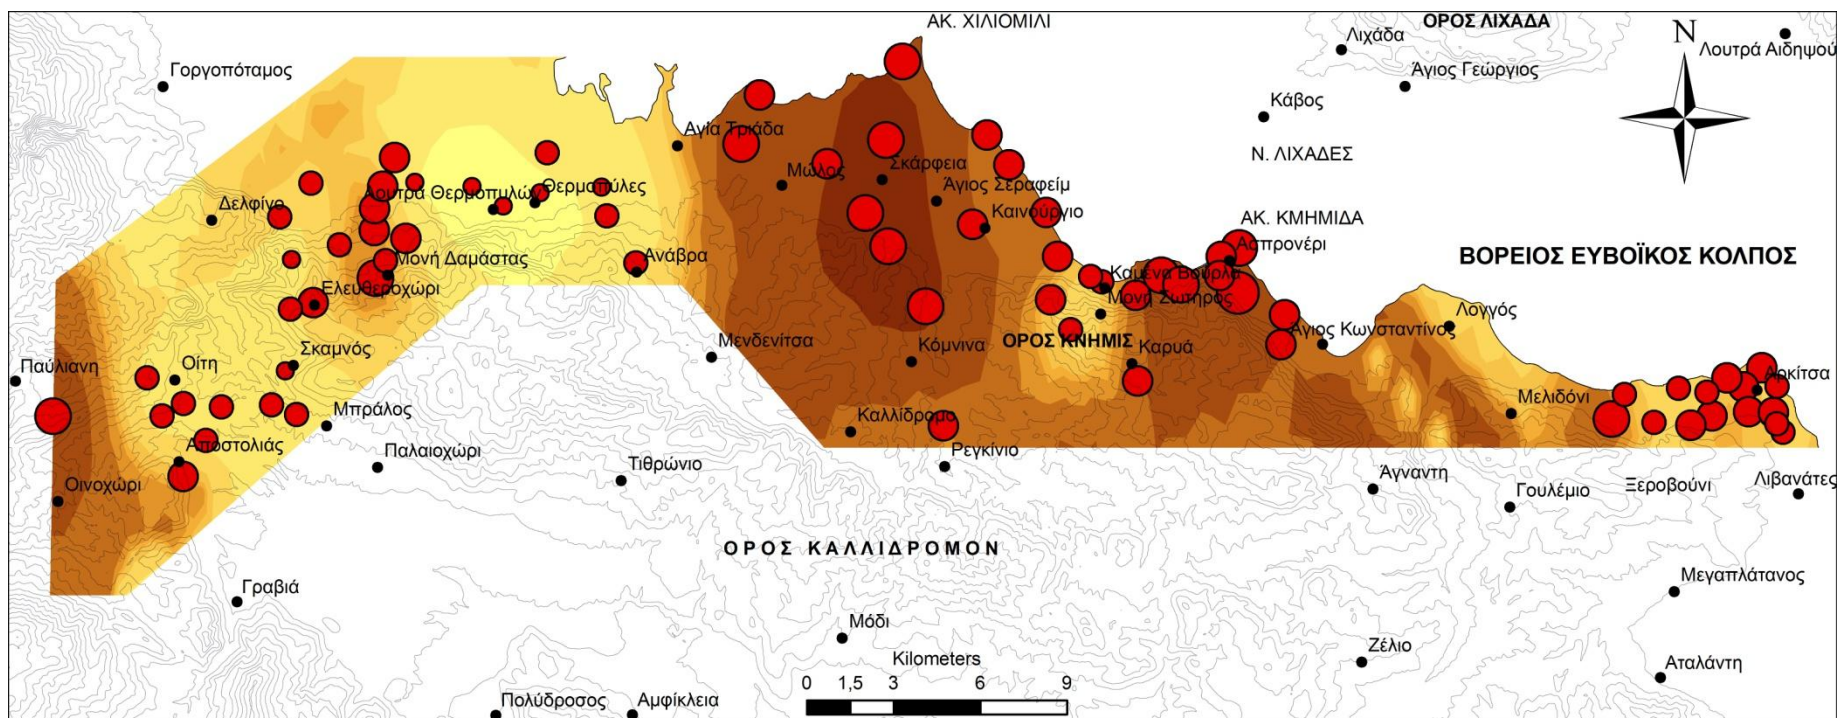 ΑΚ. ΧΙΛΙΟΜΙΛΙ
ΟΡΟΣ ΛΙΧΑΔΑ
Λιχάδα
N
Λουτρά Αιδηψού
Γοργοπόταμος
Άγιος Γεώργιος
Κάβος
Αγία Τριάδα
Ν. ΛΙΧΑΔΕΣ
Σκάρφεια
Μώλος
Λουτρά Θερμοπυλών
Θερμοπύλες
Δελφίνο
Άγιος Σεραφείμ
Καινούργιο
ΑΚ. ΚΜΗΜΙΔΑ
Ασπρονέρι
ΒΟΡΕΙΟΣ ΕΥΒΟΪΚΟΣ ΚΟΛΠΟΣ
Μονή Δαμάστας
Ανάβρα
Καμένα Βούρλα
Μονή Σωτήρος
Ελευθεροχώρι
Λογγός
Άγιος Κωνσταντίνος
ΟΡΟΣ ΚΝΗΜΙΣ
Σκαμνός
Μενδενίτσα
Κόμνινα
Καρυά
Παύλιανη
Οίτη
Αρκίτσα
Μπράλος
Καλλίδρομο
Μελιδόνι
Αποστολιάς
Παλαιοχώρι
Τιθρώνιο
Ρεγκίνιο
Άγναντη
Οινοχώρι
Γουλέμιο
Ξεροβούνι
Λιβανάτες
ΟΡΟΣ ΚΑΛΛΙΔΡΟΜΟΝ
Γραβιά
Μεγαπλάτανος
Μόδι
Ζέλιο
Kilometers
Αταλάντη
0 1,5 3 6 9
Πολύδροσος
Αμφίκλεια